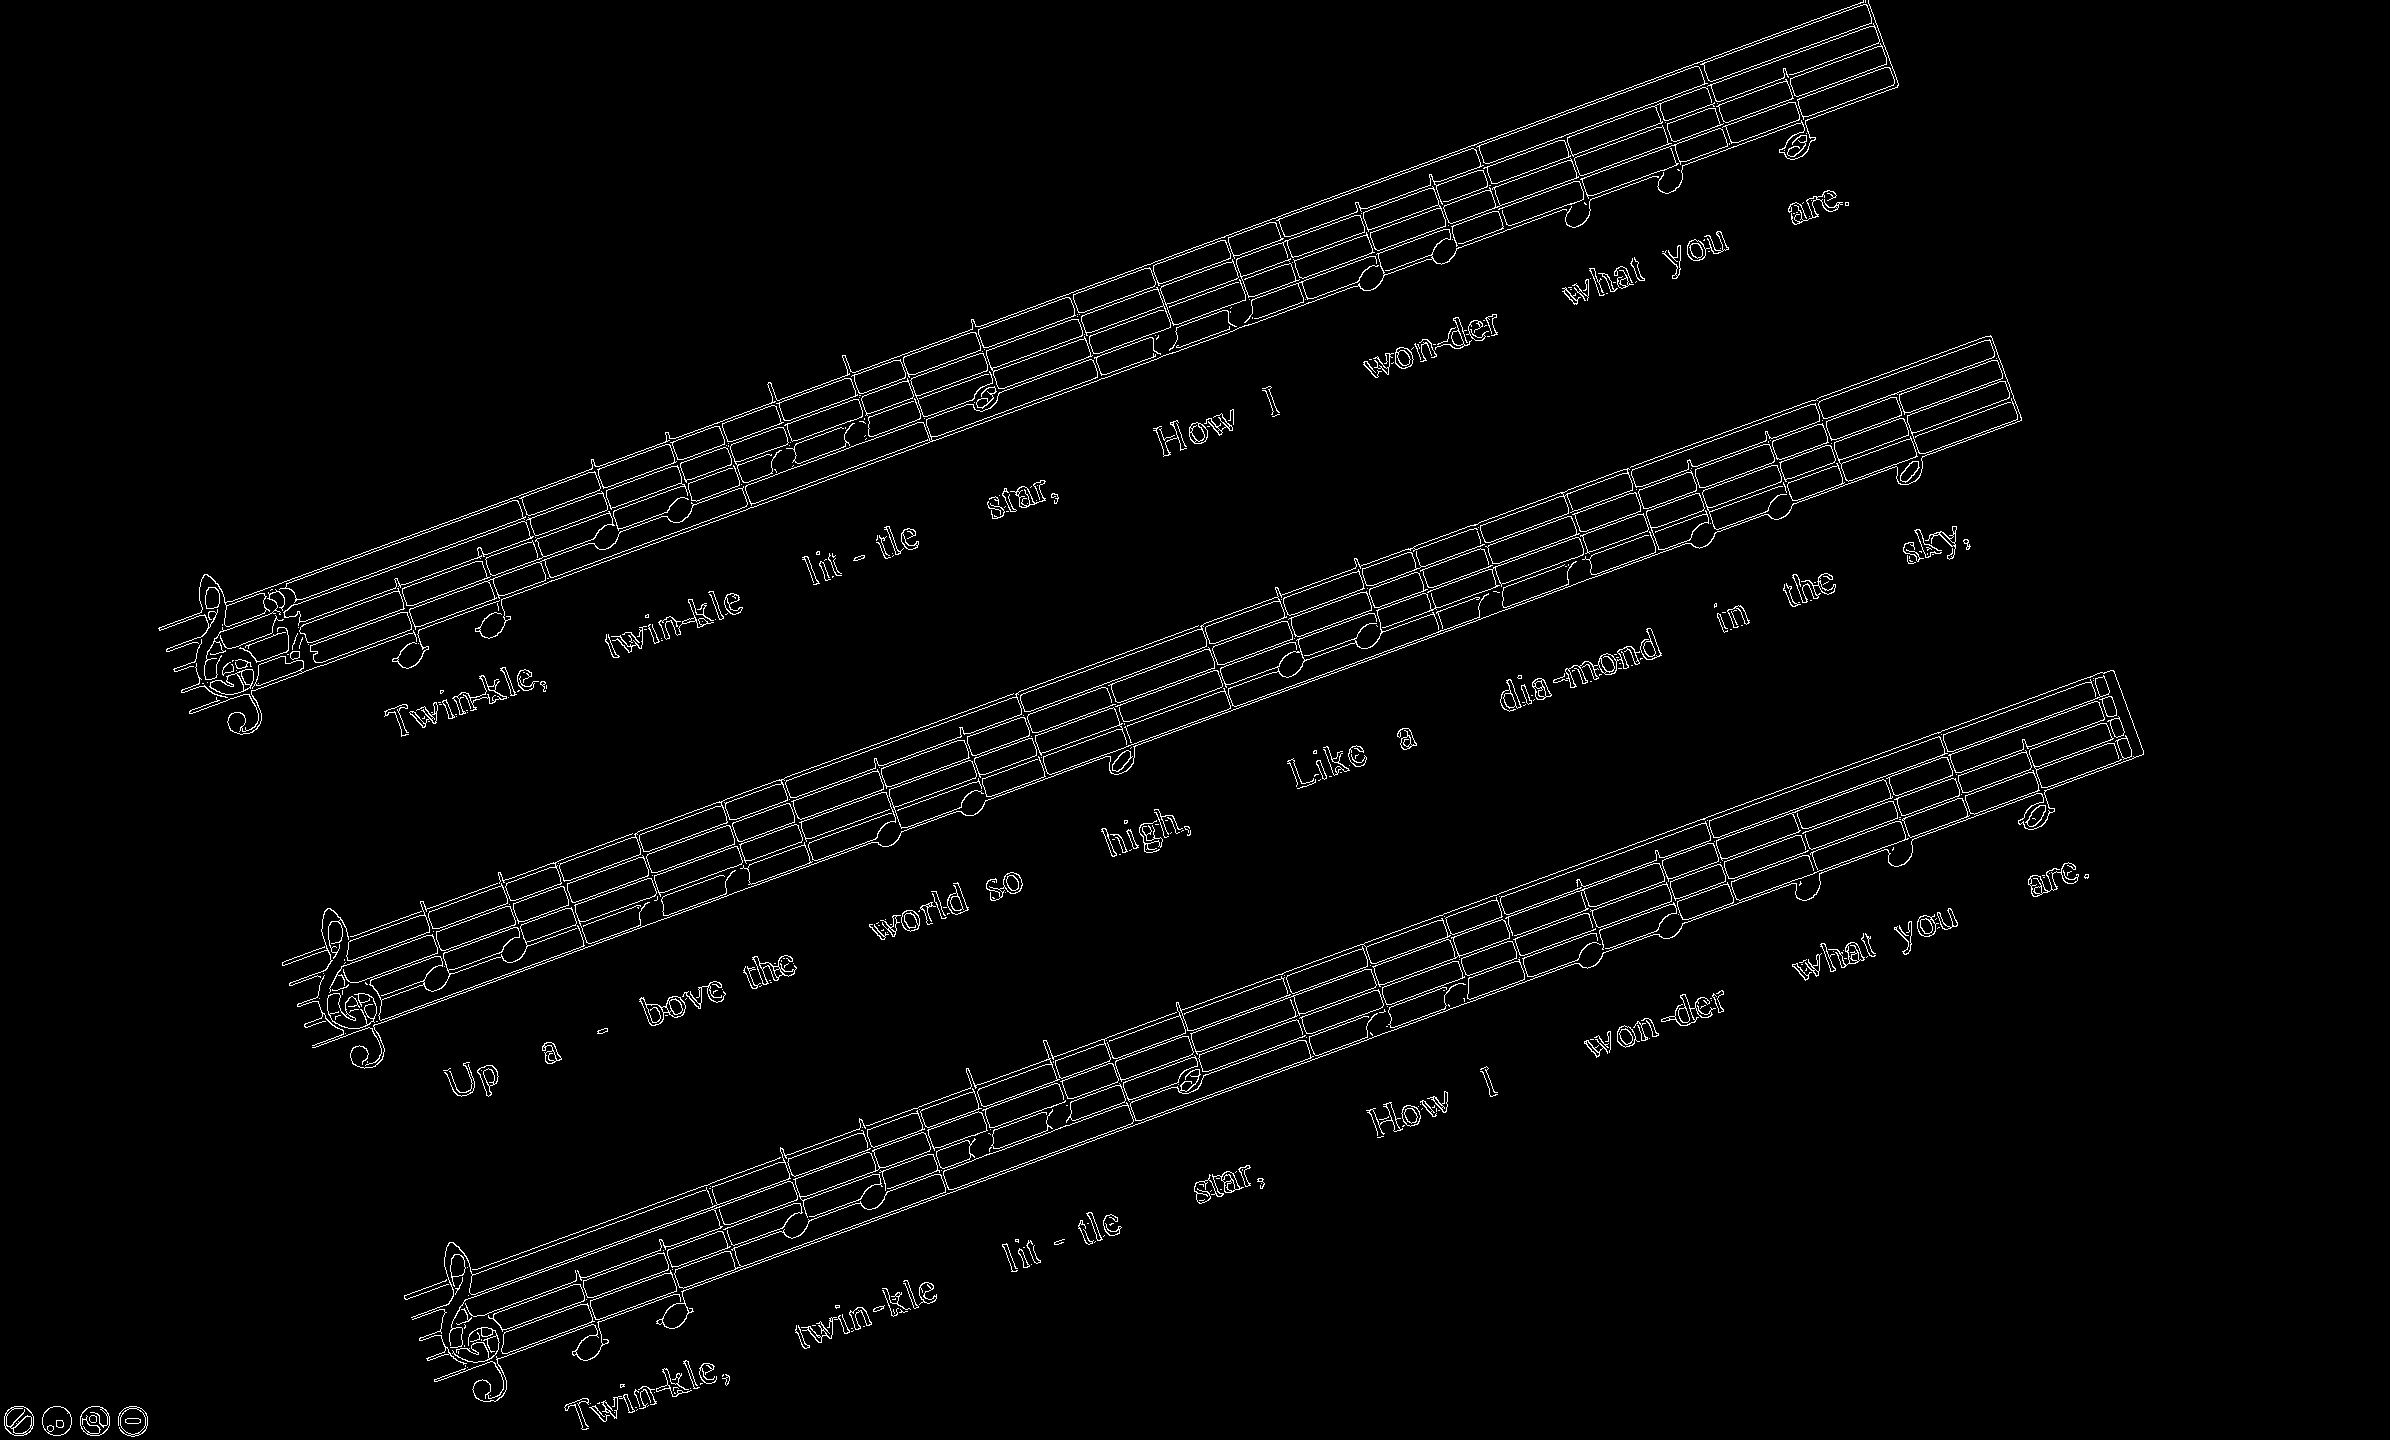 Twin-kle, twin-kle lit - tle star, How I won-der what you are.
Up a - bove the world so high, Like a dia-mond in the sky,
Twin-kle, twin-kle lit - tle star, How I won-der what you are.